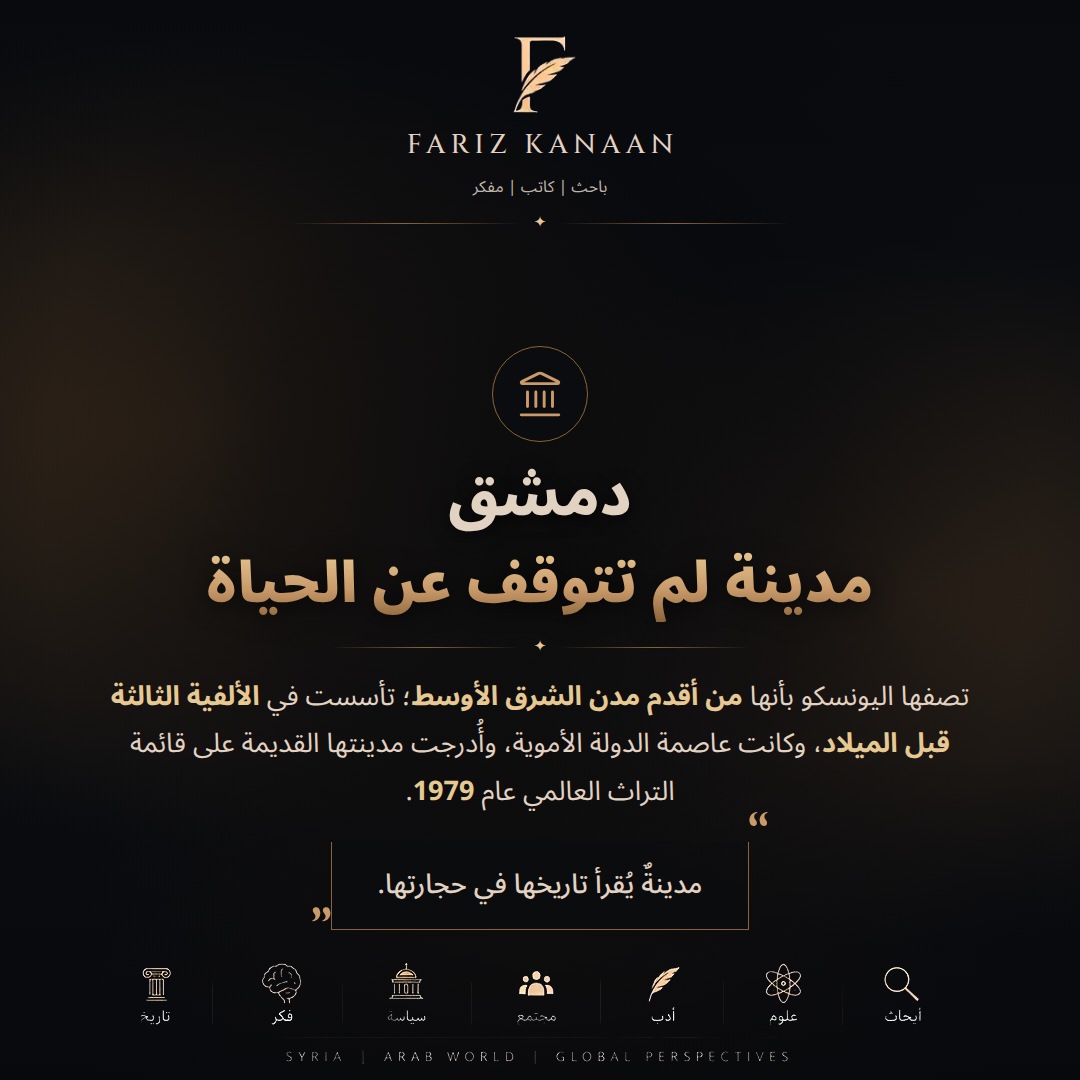 FARIZ KANAAN
باحث | كاتب | مفكر
دمشق
مدينة لم تتوقف عن الحياة
تصفها اليونسكو بأنها من أقدم مدن الشرق الأوسط؛ تأسست في الألفية الثالثة
قبل الميلاد، وكانت عاصمة الدولة الأموية، وأُدرجت مدينتها القديمة على قائمة
التراث العالمي عام 1979.
“
مدينةٌ يُقرأ تاريخها في حجارتها.
”
أبحاث علوم أدب مجتمع سياسة فكر تاريخ
SYRIA | ARAB WORLD | GLOBAL PERSPECTIVES